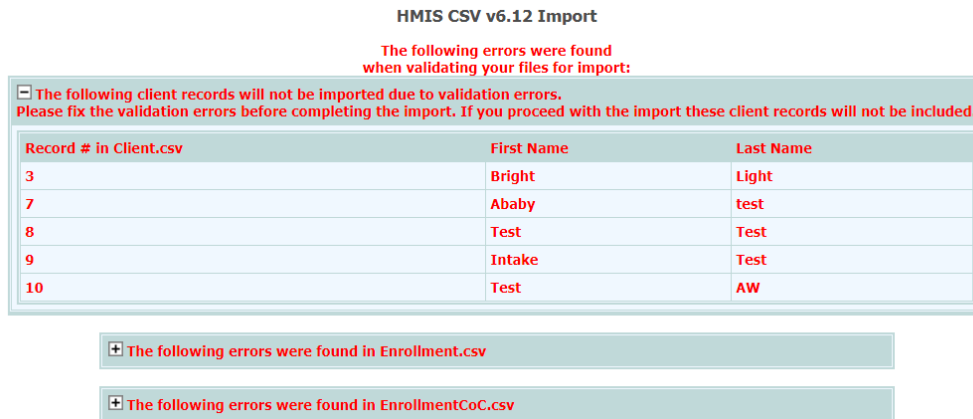 HMIS CSV v6.12 Import
The following errors were found
when validating your files for import:
The following client records will not be imported due to validation errors.
Please fix the validation errors before completing the import. If you proceed with the import these client records will not be included
Record # in Client.csv First Name Last Name
3 Bright Light
7 Ababy test
8 Test Test
9 Intake Test
10 Test AW
The following errors were found in Enrollment.csv
The following errors were found in EnrollmentCoC.csv